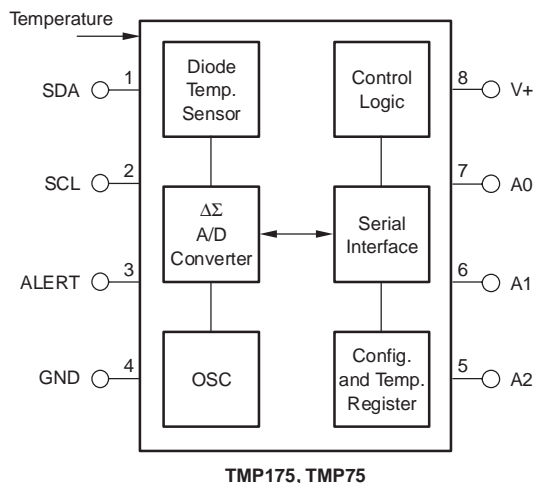 Temperature
SDA
1
Diode
Temp.
Sensor
Control
Logic
8
V+
SCL
2
ΔΣ
A/D
Converter
Serial
Interface
7
A0
ALERT
3
6
A1
GND
4
OSC
Config.
and Temp.
Register
5
A2
TMP175, TMP75